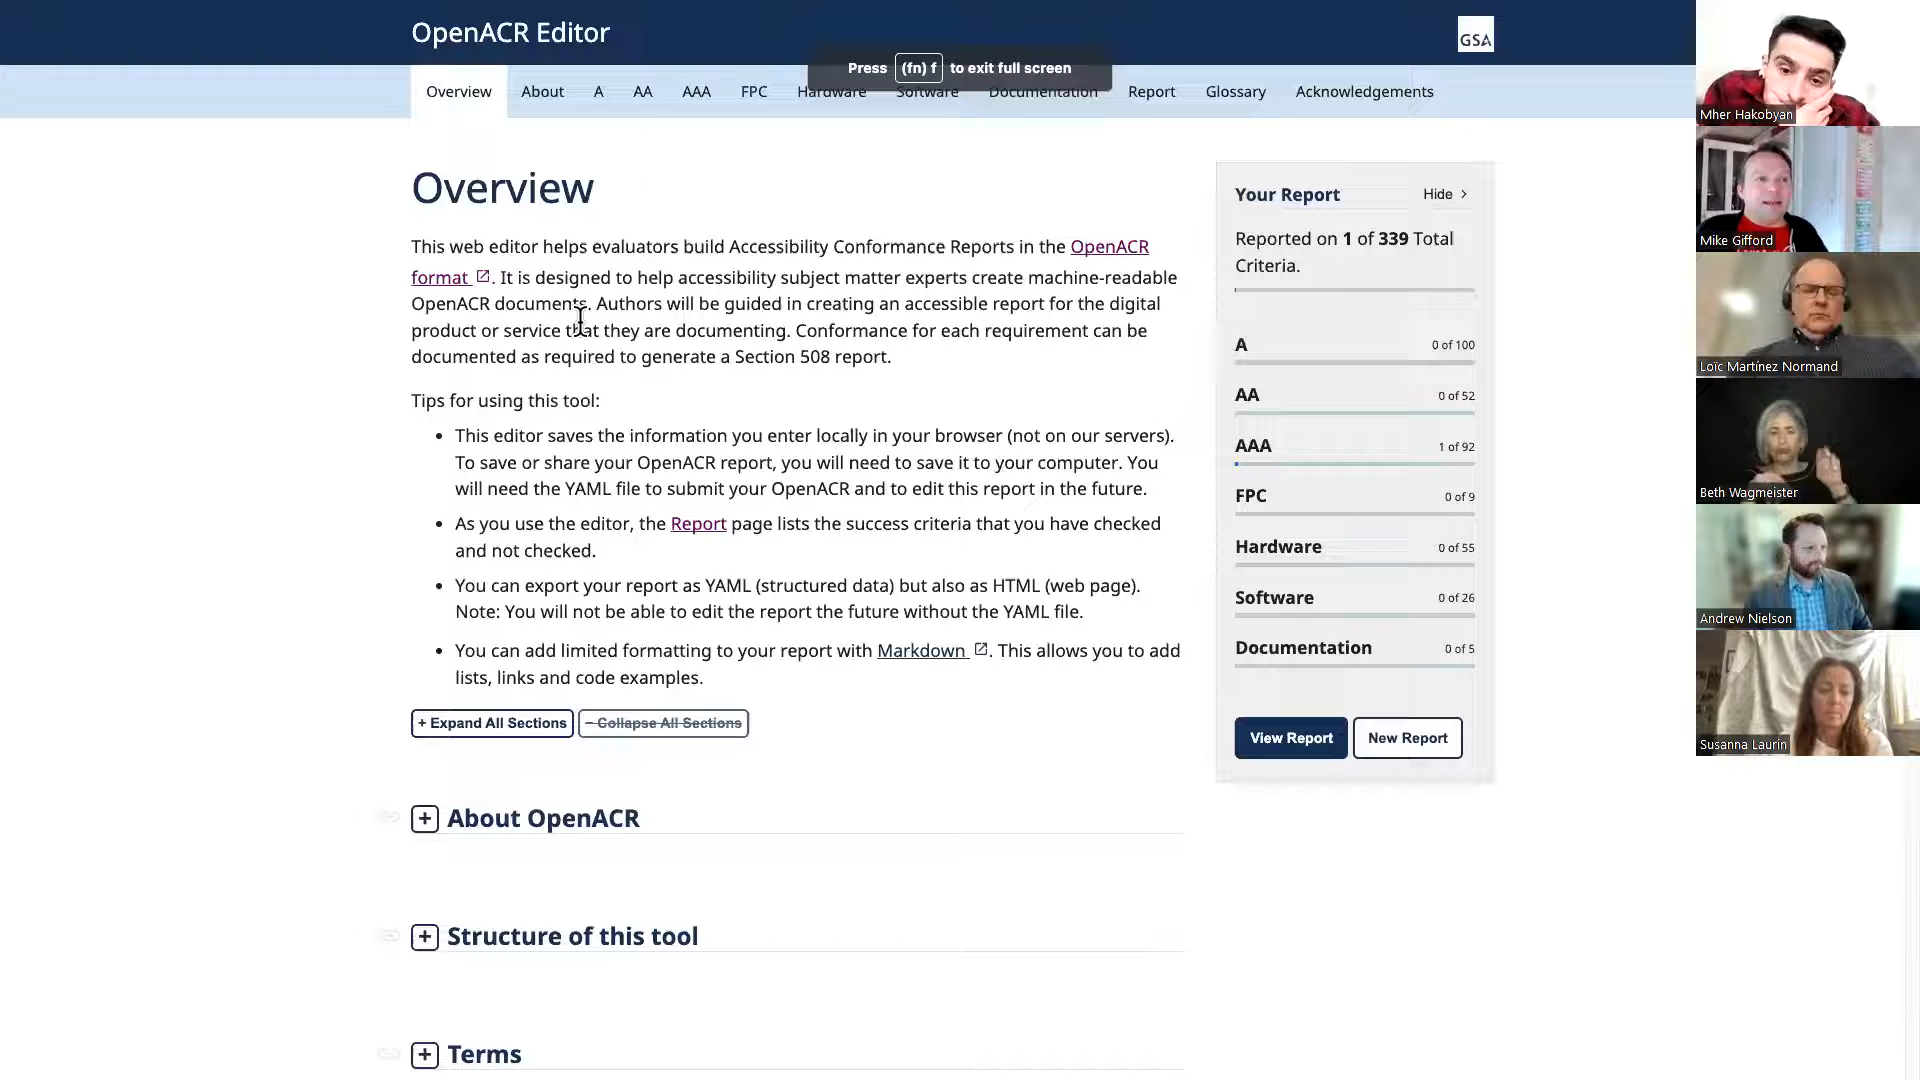 OpenACR Editor
GSA
Press (fn) f to exit full screen
Overview About A AA AAA FPC Hardware Software Documentation Report Glossary Acknowledgements
Overview
This web editor helps evaluators build Accessibility Conformance Reports in the OpenACR
format . It is designed to help accessibility subject matter experts create machine-readable
OpenACR documents. Authors will be guided in creating an accessible report for the digital
product or service that they are documenting. Conformance for each requirement can be
documented as required to generate a Section 508 report.
Tips for using this tool:
• This editor saves the information you enter locally in your browser (not on our servers).
To save or share your OpenACR report, you will need to save it to your computer. You
will need the YAML file to submit your OpenACR and to edit this report in the future.
• As you use the editor, the Report page lists the success criteria that you have checked
and not checked.
• You can export your report as YAML (structured data) but also as HTML (web page).
Note: You will not be able to edit the report the future without the YAML file.
• You can add limited formatting to your report with Markdown . This allows you to add
lists, links and code examples.
+ Expand All Sections – Collapse All Sections
+ About OpenACR
+ Structure of this tool
+ Terms
Your Report Hide >
Reported on 1 of 339 Total
Criteria.
A 0 of 100
AA 0 of 52
AAA 1 of 92
FPC 0 of 9
Hardware 0 of 55
Software 0 of 26
Documentation 0 of 5
View Report New Report
Mher Hakobyan
Mike Gifford
Loïc Martínez Normand
Beth Wagmeister
Andrew Nielson
Susanna Laurin